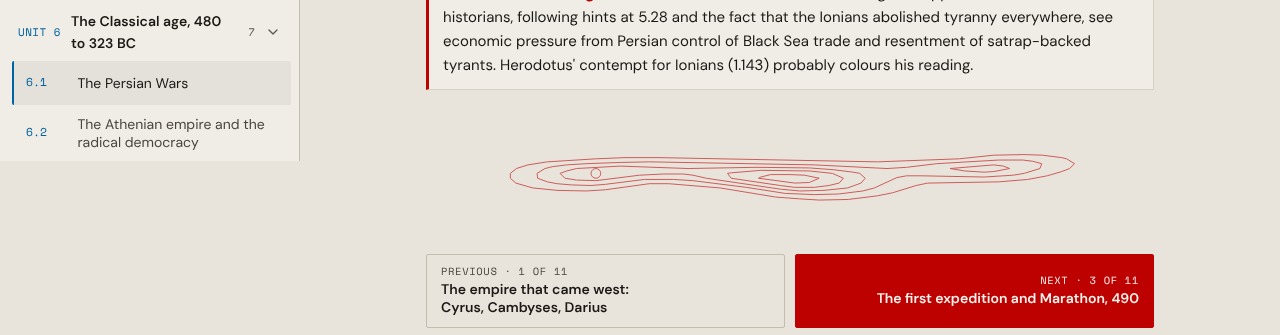 UNIT 6
The Classical age, 480
to 323 BC
7
6.1
The Persian Wars
6.2
The Athenian empire and the
radical democracy
historians, following hints at 5.28 and the fact that the Ionians abolished tyranny everywhere, see
economic pressure from Persian control of Black Sea trade and resentment of satrap-backed
tyrants. Herodotus' contempt for Ionians (1.143) probably colours his reading.
PREVIOUS · 1 OF 11
The empire that came west:
Cyrus, Cambyses, Darius
NEXT · 3 OF 11
The first expedition and Marathon, 490